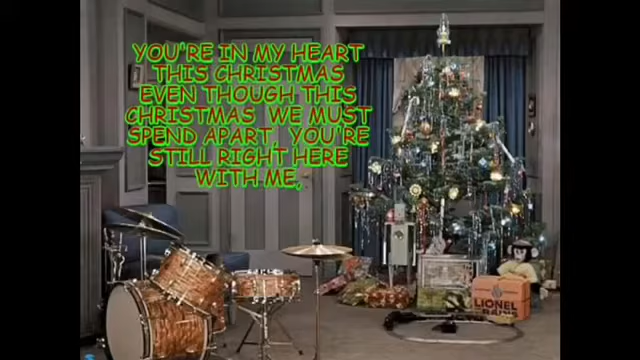 YOU'RE IN MY HEART
THIS CHRISTMAS
EVEN THOUGH THIS
CHRISTMAS WE MUST
SPEND APART, YOU'RE
STILL RIGHT HERE
WITH ME,
LIONEL
TRAINS